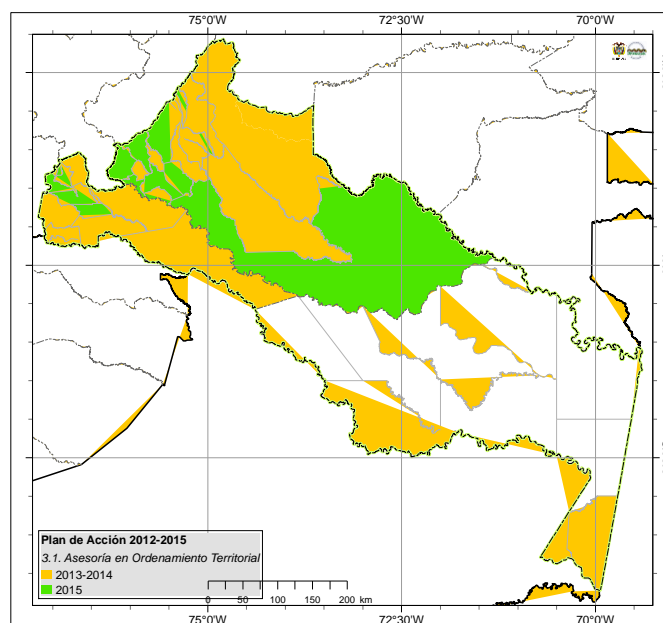 75°0'W 72°30'W 70°0'W
Plan de Acción 2012-2015
3.1. Asesoría en Ordenamiento Territorial
2013-2014
2015
0 50 100 150 200 km
75°0'W 72°30'W 70°0'W